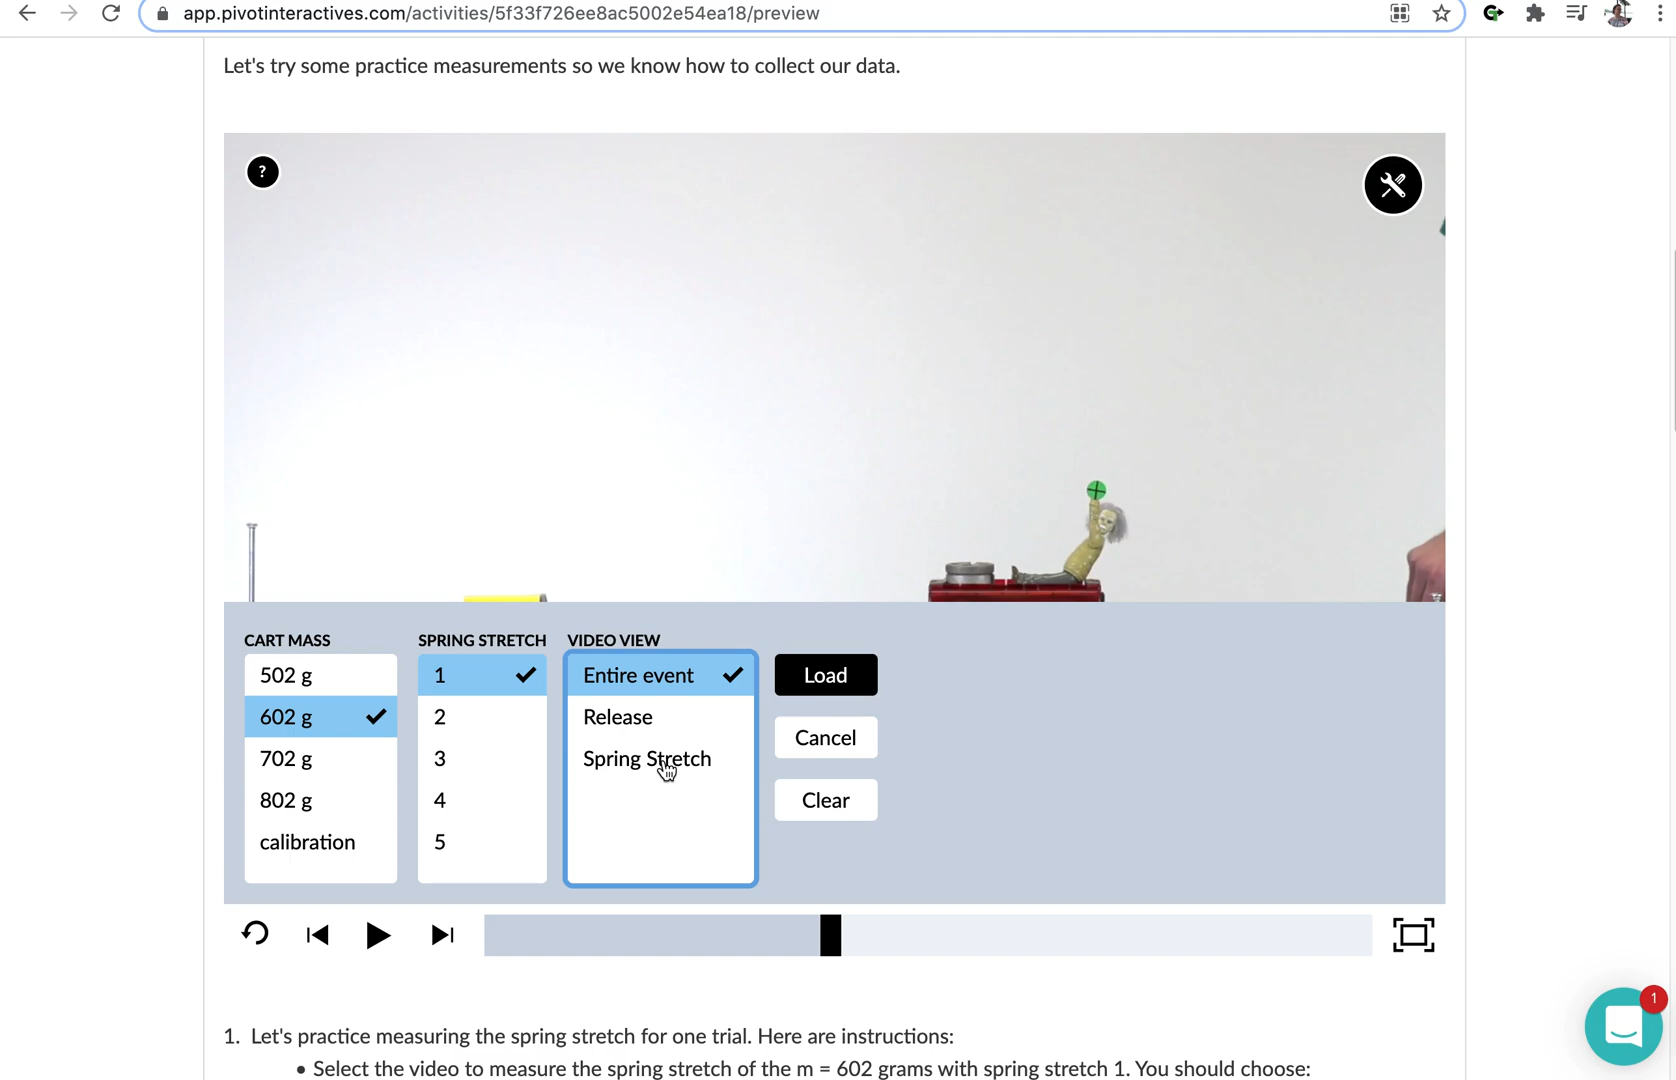 app.pivotinteractives.com/activities/5f33f726ee8ac5002e54ea18/preview
Let's try some practice measurements so we know how to collect our data.
?
CART MASS
502 g
602 g
702 g
802 g
calibration
SPRING STRETCH
1
2
3
4
5
VIDEO VIEW
Entire event
Release
Spring Stretch
Load
Cancel
Clear
1
1. Let's practice measuring the spring stretch for one trial. Here are instructions:
• Select the video to measure the spring stretch of the m = 602 grams with spring stretch 1. You should choose: